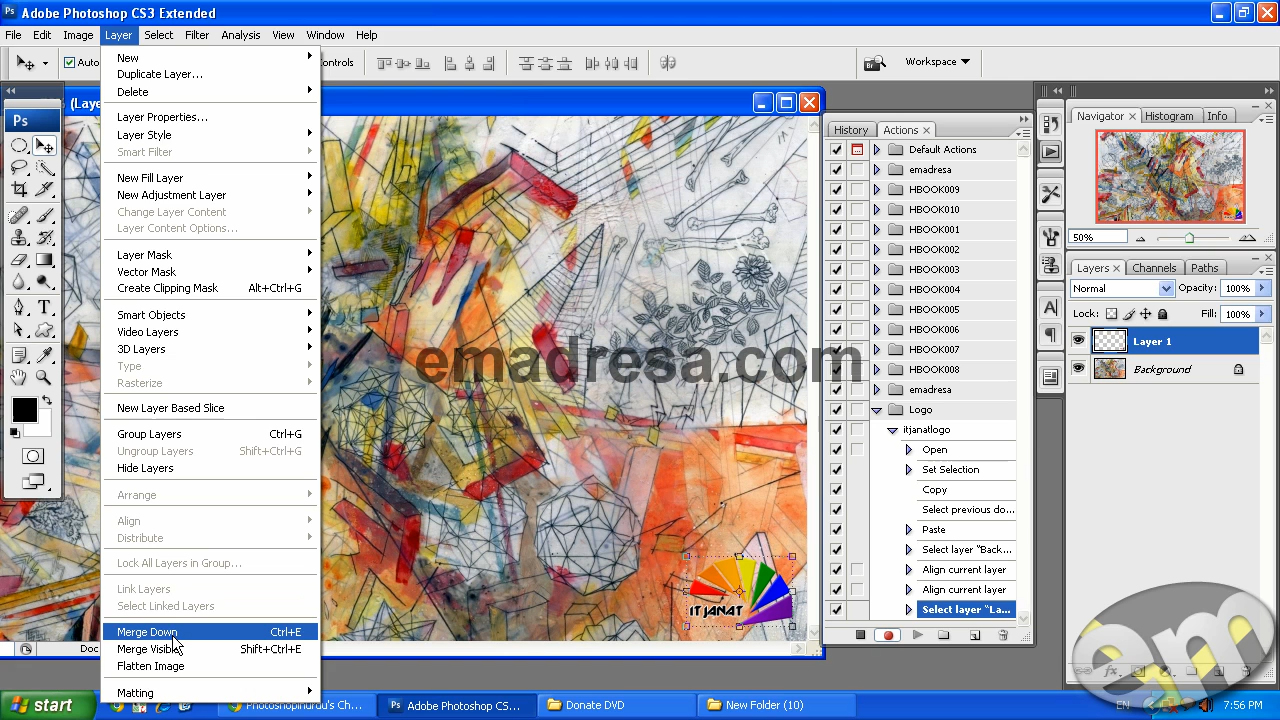 Adobe Photoshop CS3 Extended
File Edit Image Layer Select Filter Analysis View Window Help
Workspace
New
Duplicate Layer...
Delete
Layer Properties...
Layer Style
Smart Filter
New Fill Layer
New Adjustment Layer
Change Layer Content
Layer Content Options...
Layer Mask
Vector Mask
Create Clipping Mask Alt+Ctrl+G
Smart Objects
Video Layers
3D Layers
Type
Rasterize
New Layer Based Slice
Group Layers Ctrl+G
Ungroup Layers Shift+Ctrl+G
Hide Layers
Arrange
Align
Distribute
Lock All Layers in Group...
Link Layers
Select Linked Layers
Merge Down Ctrl+E
Merge Visible Shift+Ctrl+E
Flatten Image
Matting
emadresa.com
IT JANAT
History Actions
Default Actions
emadresa
HBOOK009
HBOOK010
HBOOK001
HBOOK002
HBOOK003
HBOOK004
HBOOK005
HBOOK006
HBOOK007
HBOOK008
emadresa
Logo
itjanatlogo
Open
Set Selection
Copy
Select previous do...
Paste
Select layer "Back...
Align current layer
Align current layer
Select layer "La...
Navigator Histogram Info
50%
Layers Channels Paths
Normal Opacity: 100%
Lock: Fill: 100%
Layer 1
Background
em
start
Photoshopinurdu's Ch...
Adobe Photoshop CS...
Donate DVD
New Folder (10)
EN
7:56 PM